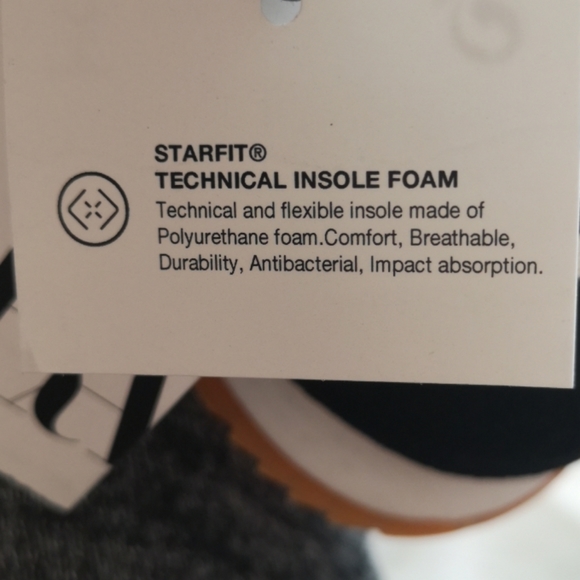 STARFIT®
TECHNICAL INSOLE FOAM
Technical and flexible insole made of
Polyurethane foam.Comfort, Breathable,
Durability, Antibacterial, Impact absorption.